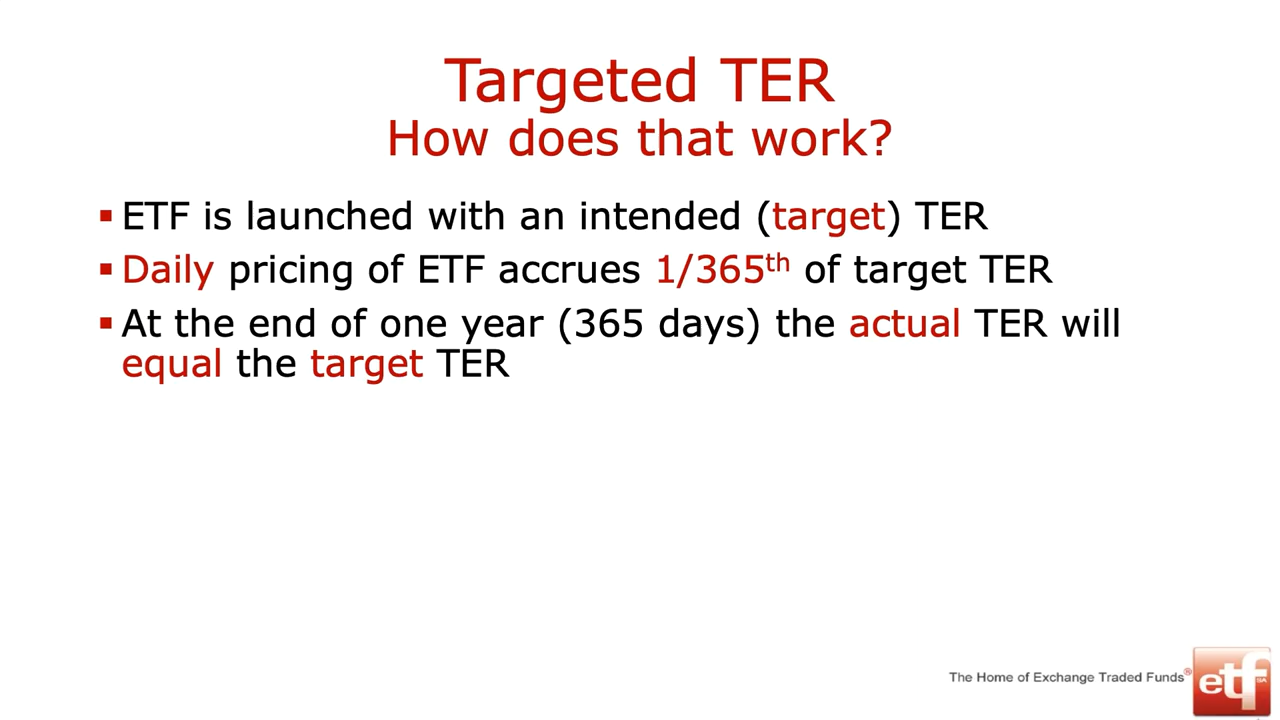 Targeted TER
How does that work?
▪ ETF is launched with an intended (target) TER
▪ Daily pricing of ETF accrues 1/365th of target TER
▪ At the end of one year (365 days) the actual TER will
equal the target TER
The Home of Exchange Traded Funds®
etf
SA